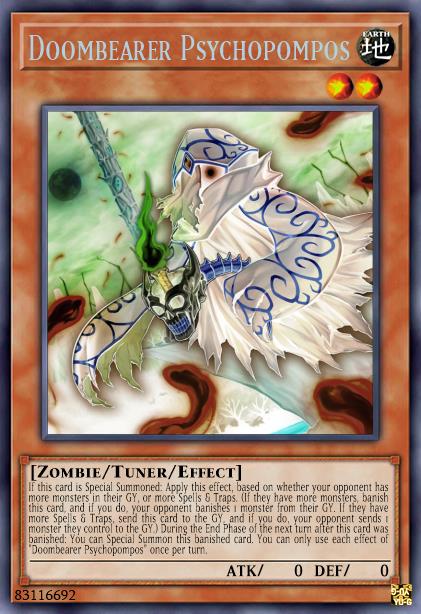 Doombearer Psychopompos
EARTH
地
[Zombie/Tuner/Effect]
If this card is Special Summoned: Apply this effect, based on whether your opponent has
more monsters in their GY, or more Spells & Traps. (If they have more monsters, banish
this card, and if you do, your opponent banishes 1 monster from their GY. If they have
more Spells & Traps, send this card to the GY, and if you do, your opponent sends 1
monster they control to the GY.) During the End Phase of the next turn after this card was
banished: You can Special Summon this banished card. You can only use each effect of
"Doombearer Psychopompos" once per turn.
ATK/ 0 DEF/ 0
83116692